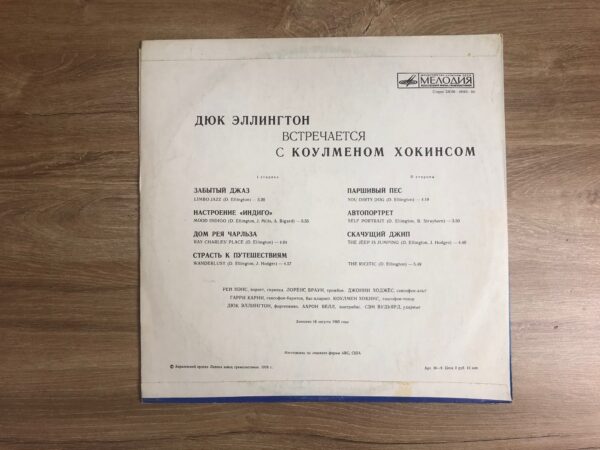 МЕЛОДИЯ
ДЮК ЭЛЛИНГТОН
ВСТРЕЧАЕТСЯ
С КОУЛМЕНОМ ХОКИНСОМ
I сторона
II сторона
ЗАБЫТЫЙ ДЖАЗ
LIMBO JAZZ (D. Ellington)
НАСТРОЕНИЕ «ИНДИГО»
MOOD INDIGO (D. Ellington, J. Mils, A. Bigard)
ДОМ РЕЯ ЧАРЛЬЗА
RAY CHARLES' PLACE (D. Ellington)
СТРАСТЬ К ПУТЕШЕСТВИЯМ
WANDERLUST (D. Ellington, J. Hodges) — 4.57
ПАРШИВЫЙ ПЕС
YOU DIRTY DOG (D. Ellington)
АВТОПОРТРЕТ
SELF PORTRAIT (D. Ellington, B. Strayhorn)
СКАЧУЩИЙ ДЖИП
THE JEEP IS JUMPING (D. Ellington, J. Hodges)
THE RICITIC (D. Ellington)
РЕЙ НЭНС, корнет, скрипка, ЛОРЕНС БРАУН, тромбон, ДЖОННИ ХОДЖЕС, саксофон-альт
ГАРРИ КАРНИ, саксофон-баритон, бас-кларнет, КОУЛМЕН ХОКИНС, саксофон-тенор
ДЮК ЭЛЛИНГТОН, фортепиано, ААРОН БЕЛЛ, контрабас, СЭМ ВУДЬЯРД, ударные
Записано 18 августа 1962 года
Изготовлено по лицензии фирмы ABC, США